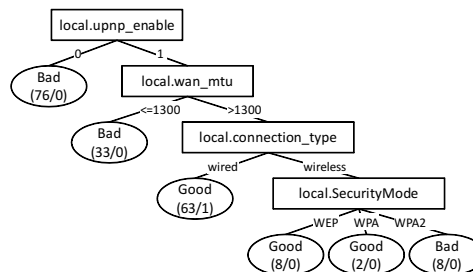 local.upnp_enable
0
1
Bad
(76/0)
local.wan_mtu
<=1300
>1300
Bad
(33/0)
local.connection_type
wired
wireless
Good
(63/1)
local.SecurityMode
WEP
WPA
WPA2
Good
(8/0)
Good
(2/0)
Bad
(8/0)